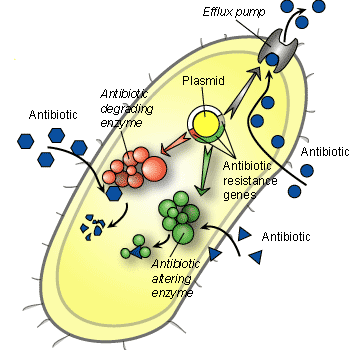 Efflux pump
Plasmid
Antibiotic
degrading
enzyme
Antibiotic
Antibiotic
resistance
genes
Antibiotic
Antibiotic
Antibiotic
altering
enzyme